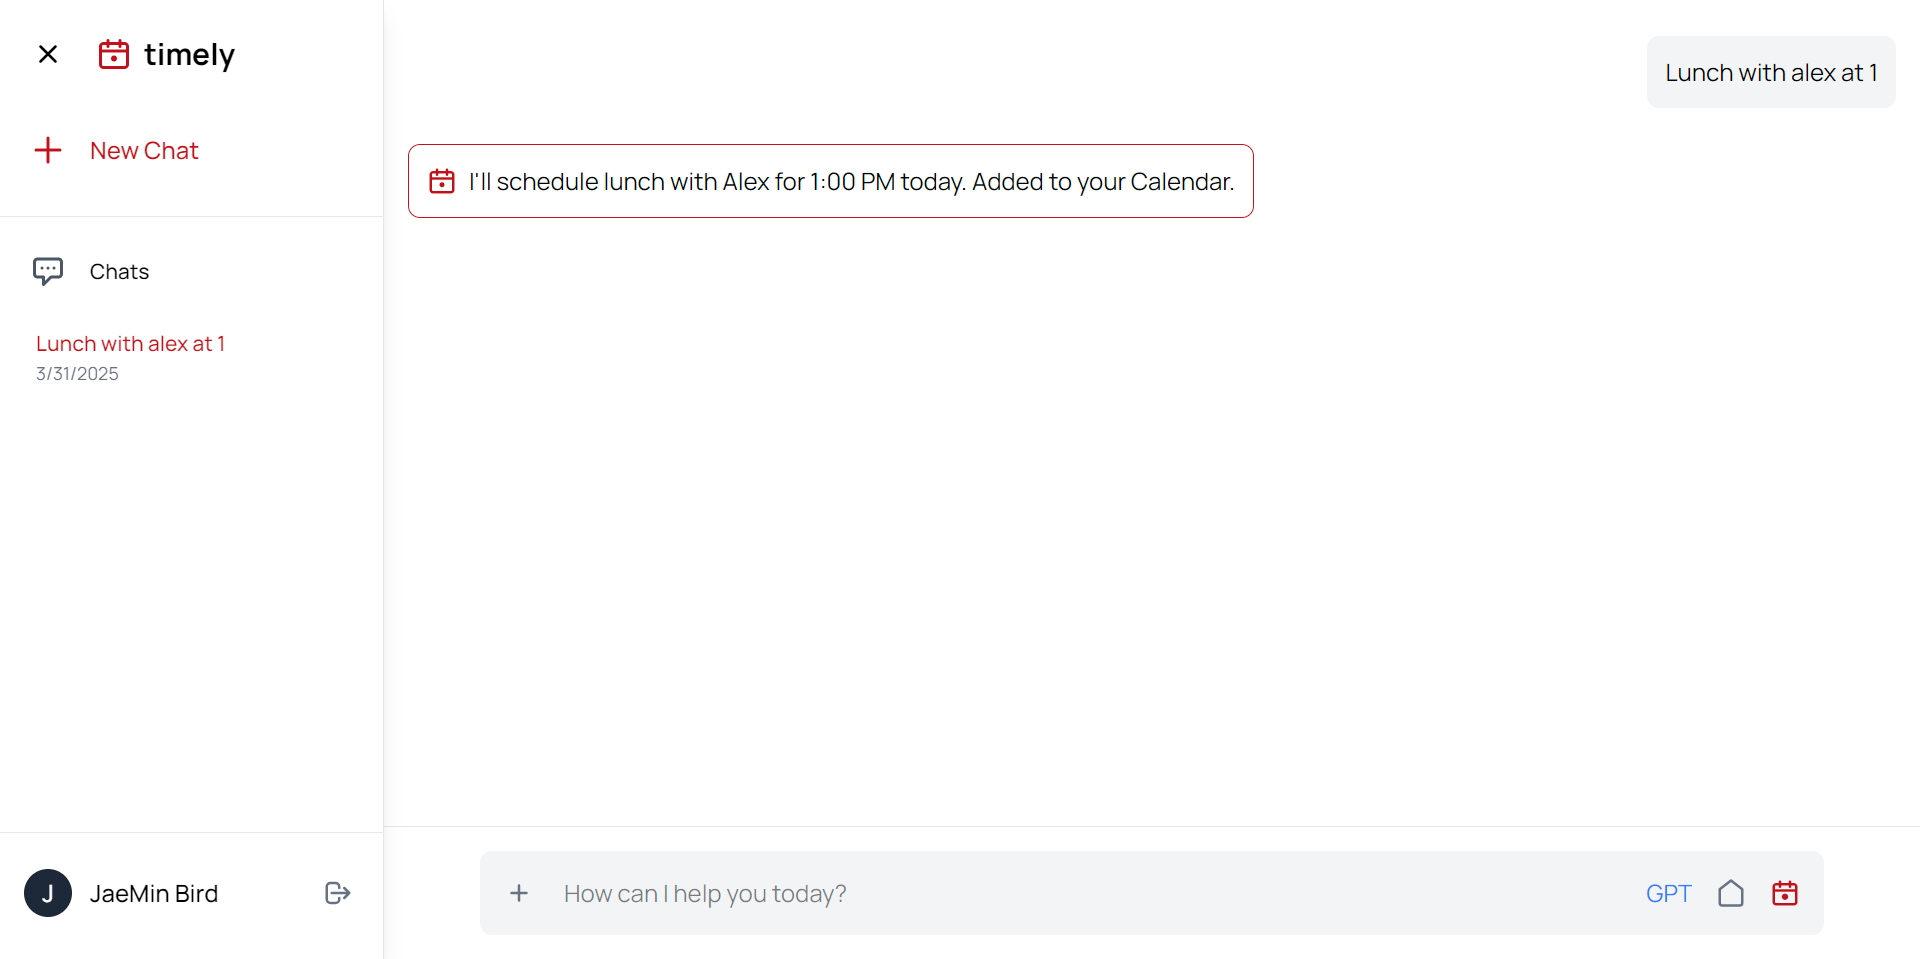 timely
New Chat
Chats
Lunch with alex at 1
3/31/2025
J
JaeMin Bird
Lunch with alex at 1
I'll schedule lunch with Alex for 1:00 PM today. Added to your Calendar.
How can I help you today?
GPT